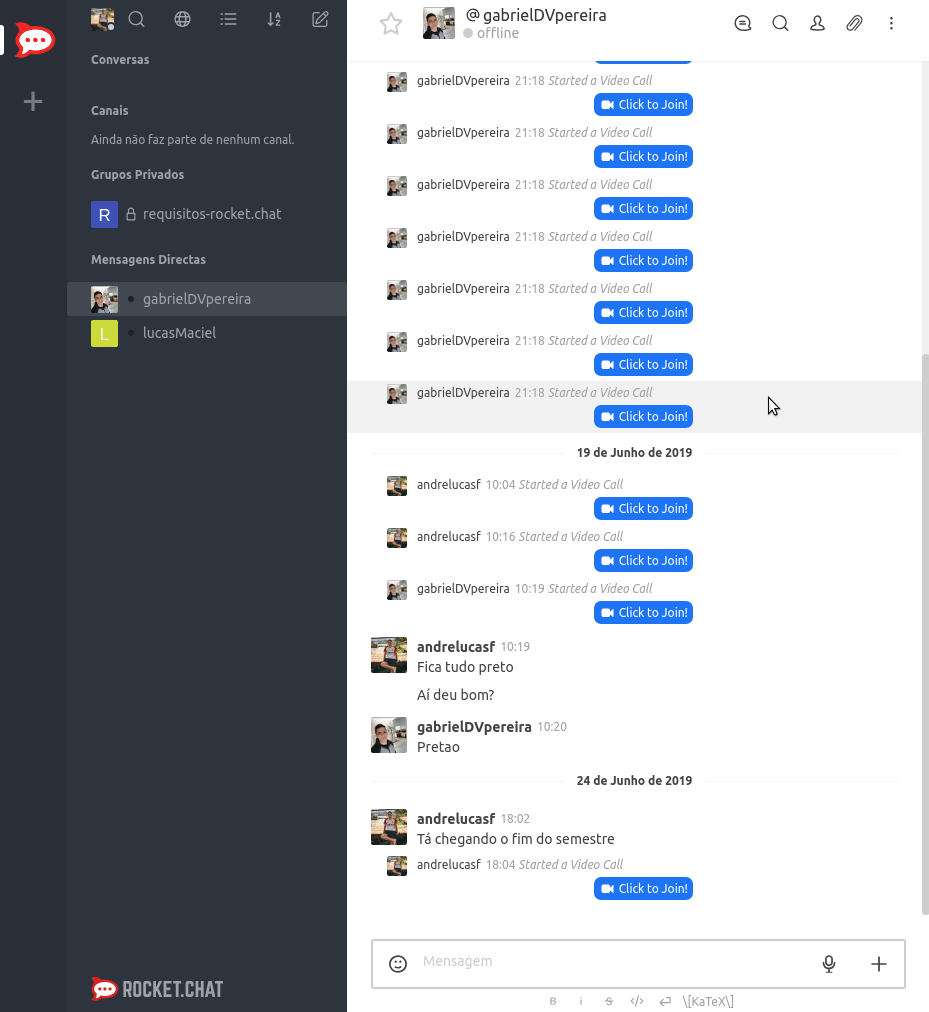 Conversas
Canais
Ainda não faz parte de nenhum canal.
Grupos Privados
R requisitos-rocket.chat
Mensagens Directas
gabrielDVpereira
L lucasMaciel
ROCKET.CHAT
@ gabrielDVpereira
offline
gabrielDVpereira 21:18 Started a Video Call
Click to Join!
gabrielDVpereira 21:18 Started a Video Call
Click to Join!
gabrielDVpereira 21:18 Started a Video Call
Click to Join!
gabrielDVpereira 21:18 Started a Video Call
Click to Join!
gabrielDVpereira 21:18 Started a Video Call
Click to Join!
gabrielDVpereira 21:18 Started a Video Call
Click to Join!
gabrielDVpereira 21:18 Started a Video Call
Click to Join!
19 de Junho de 2019
andrelucasf 10:04 Started a Video Call
Click to Join!
andrelucasf 10:16 Started a Video Call
Click to Join!
gabrielDVpereira 10:19 Started a Video Call
Click to Join!
andrelucasf 10:19
Fica tudo preto
Aí deu bom?
gabrielDVpereira 10:20
Pretao
24 de Junho de 2019
andrelucasf 18:02
Tá chegando o fim do semestre
andrelucasf 18:04 Started a Video Call
Click to Join!
Mensagem
B i S </> \[KaTeX\]